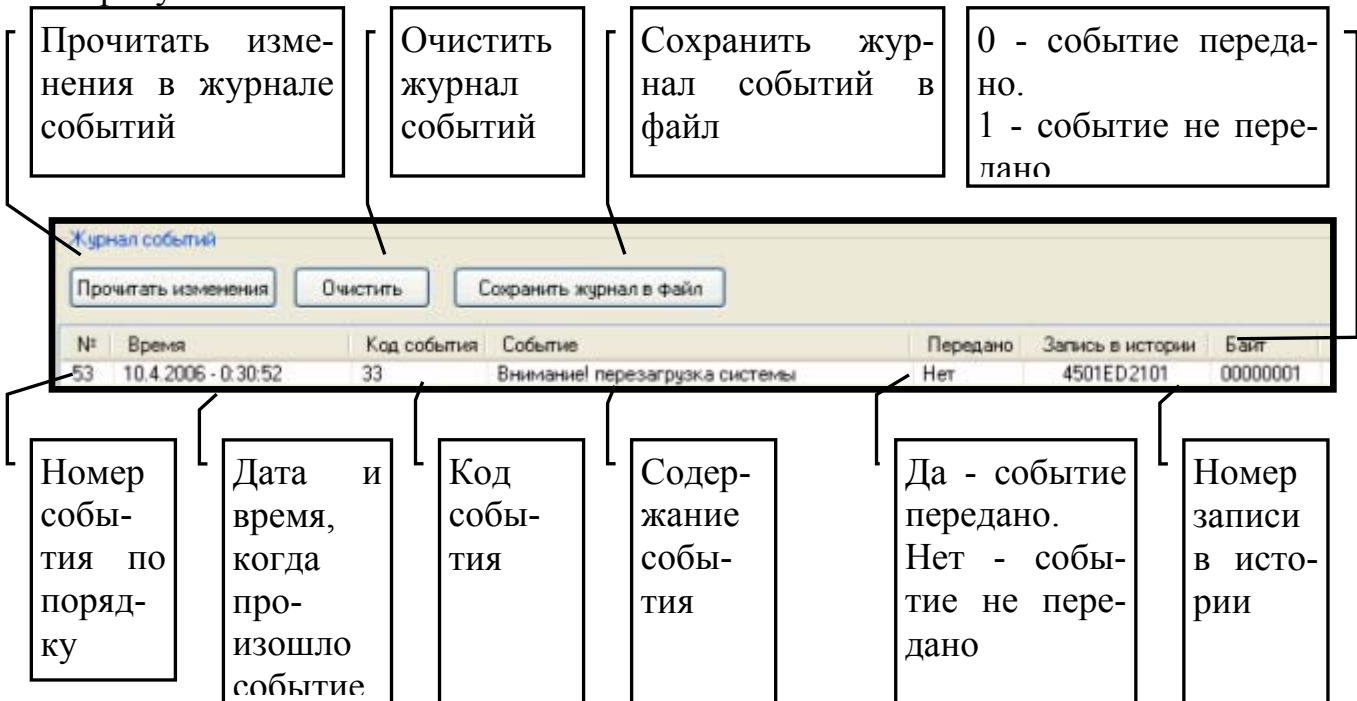 Прочитать изме-
нения в журнале
событий
Очистить
журнал
событий
Сохранить жур-
нал событий в
файл
0 - событие переда-
но.
1 - событие не пере-
дано
Журнал событий
Прочитать изменения
Очистить
Сохранить журнал в файл
№ Время Код события Событие Передано Запись в истории Байт
53 10.4.2006 - 0:30:52 33 Внимание! перезагрузка системы Нет 4501ED2101 00000001
Номер
собы-
тия по
поряд-
ку
Дата и
время,
когда
про-
изошло
событие
Код
собы-
тия
Содер-
жание
собы-
тия
Да - событие
передано.
Нет - собы-
тие не пере-
дано
Номер
записи
в исто-
рии